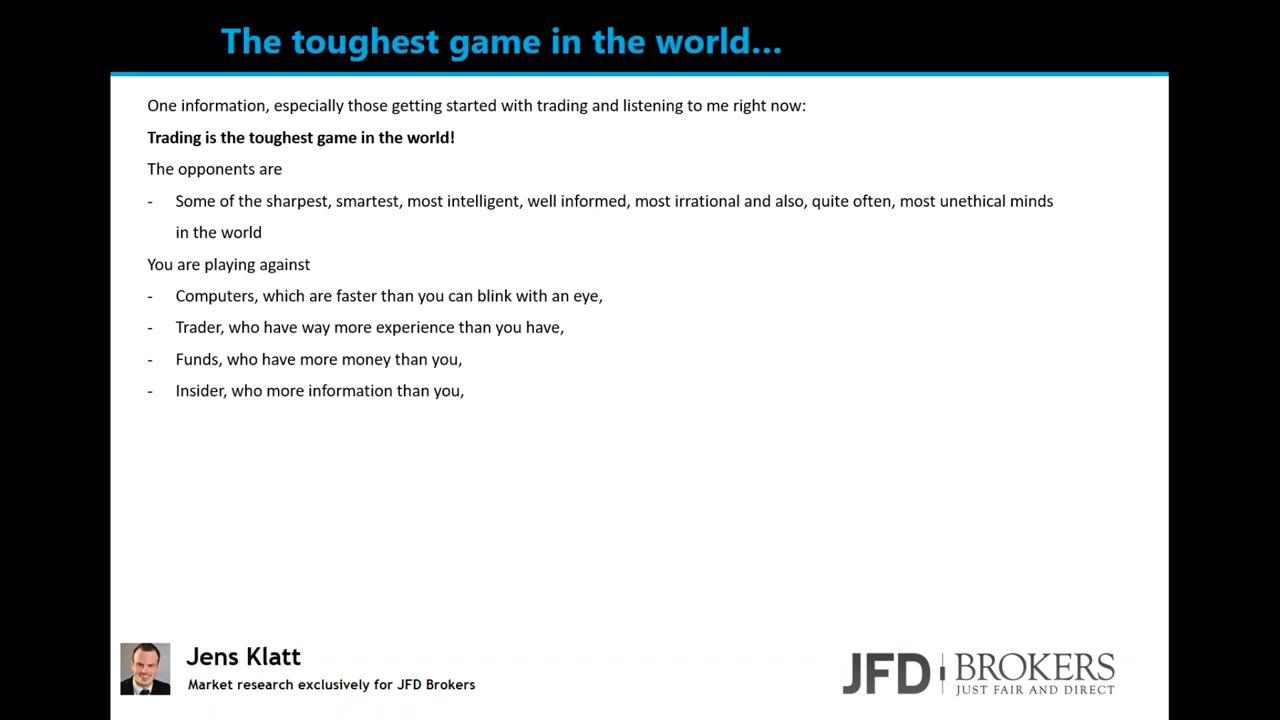 The toughest game in the world...
One information, especially those getting started with trading and listening to me right now:
Trading is the toughest game in the world!
The opponents are
- Some of the sharpest, smartest, most intelligent, well informed, most irrational and also, quite often, most unethical minds
in the world
You are playing against
- Computers, which are faster than you can blink with an eye,
- Trader, who have way more experience than you have,
- Funds, who have more money than you,
- Insider, who more information than you,
Jens Klatt
Market research exclusively for JFD Brokers
JFD BROKERS
JUST FAIR AND DIRECT